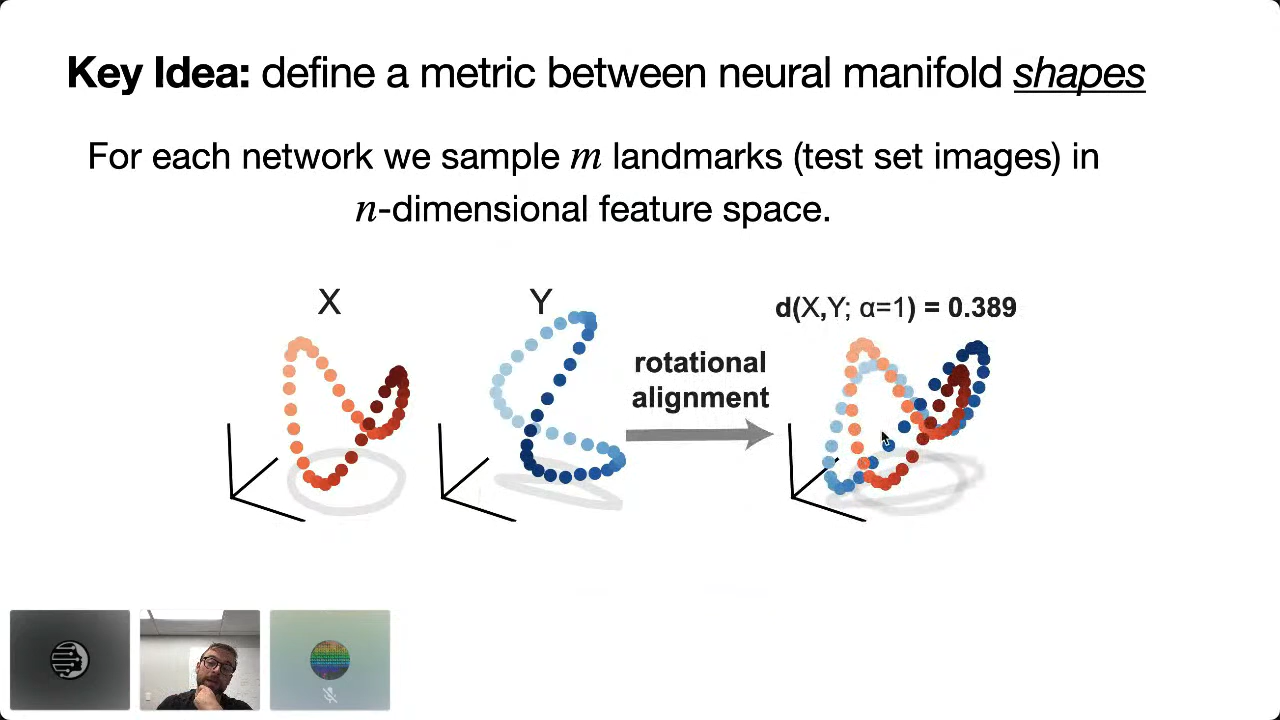 Key Idea: define a metric between neural manifold shapes
For each network we sample m landmarks (test set images) in
n-dimensional feature space.
X
Y
rotational
alignment
d(X,Y; α=1) = 0.389